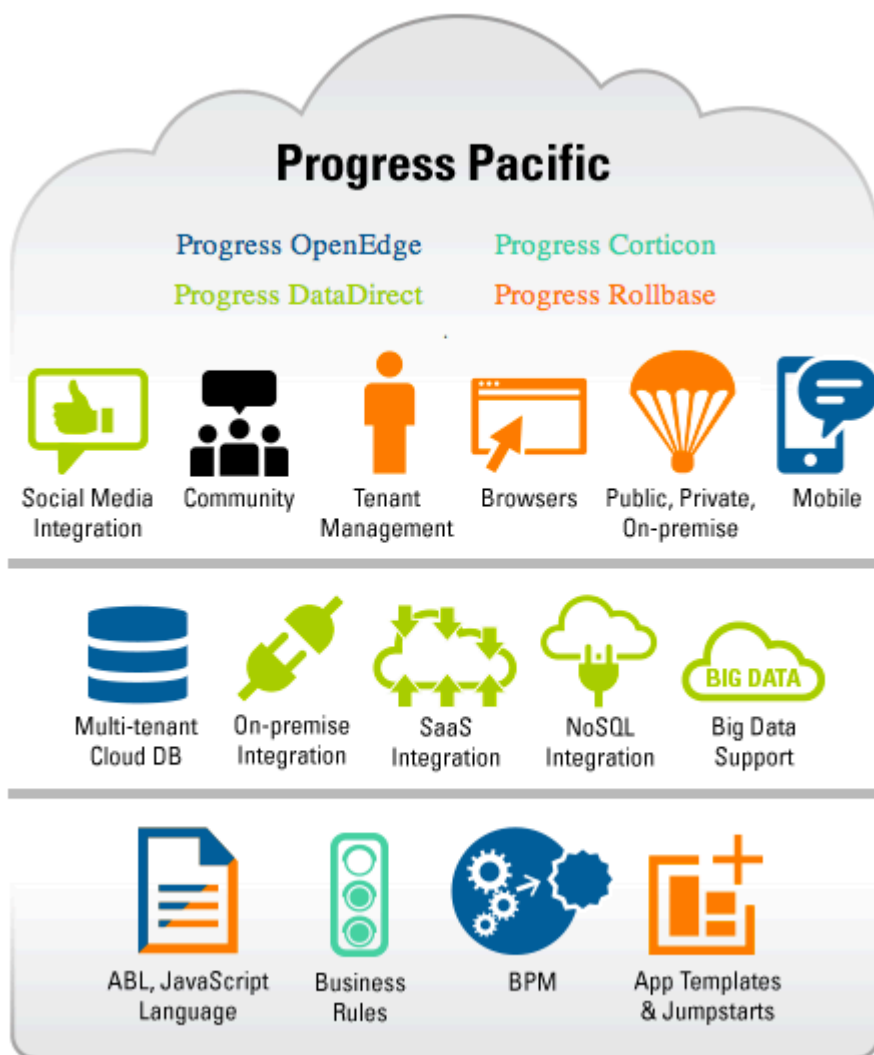 Progress Pacific
Progress OpenEdge Progress Corticon
Progress DataDirect Progress Rollbase
Social Media
Integration
Community
Tenant
Management
Browsers
Public, Private,
On-premise
Mobile
Multi-tenant
Cloud DB
On-premise
Integration
SaaS
Integration
NoSQL
Integration
BIG DATA
Big Data
Support
ABL, JavaScript
Language
Business
Rules
BPM
App Templates
& Jumpstarts